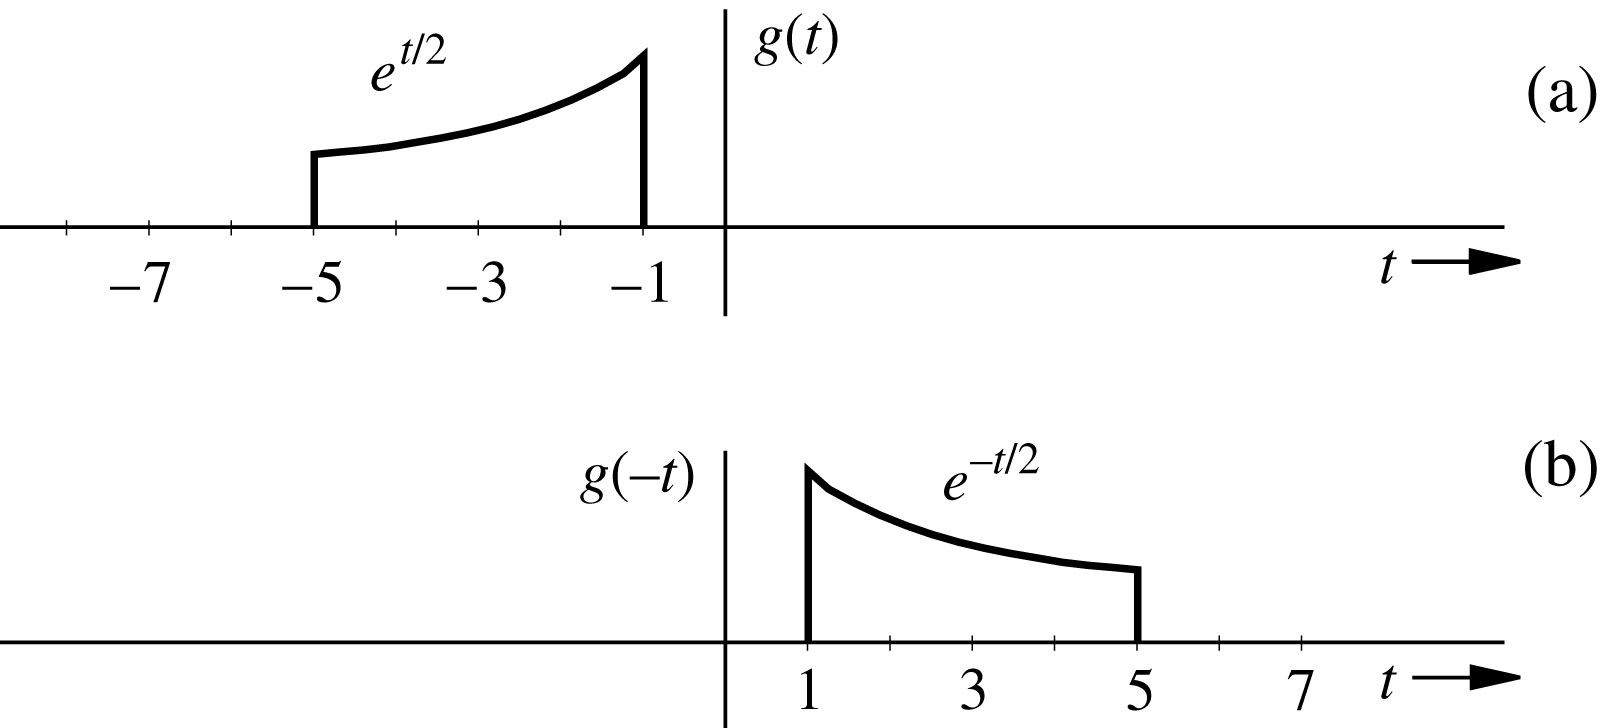 e^{t/2} g(t)
(a)
–7 –5 –3 –1 t
g(–t) e^{–t/2} (b)
1 3 5 7 t